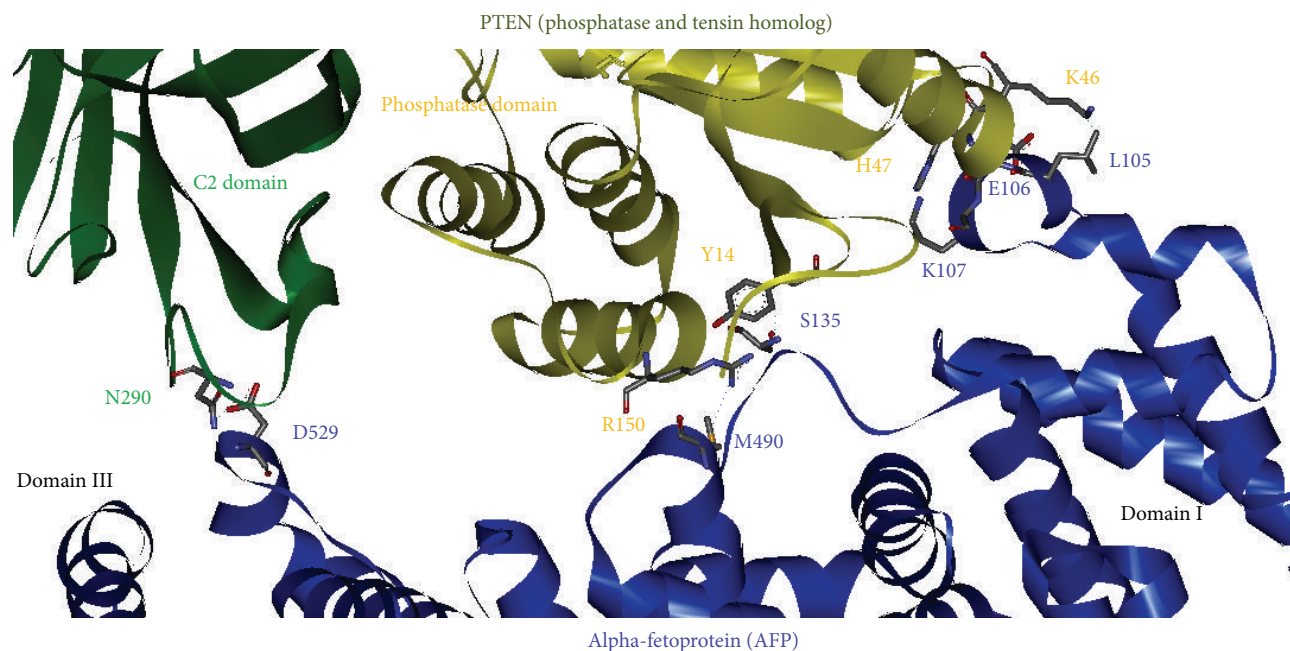 PTEN (phosphatase and tensin homolog)
K46
Phosphatase domain
H47
L105
C2 domain
E106
Y14
K107
S135
N290
R150
D529
M490
Domain III
Domain I
Alpha-fetoprotein (AFP)